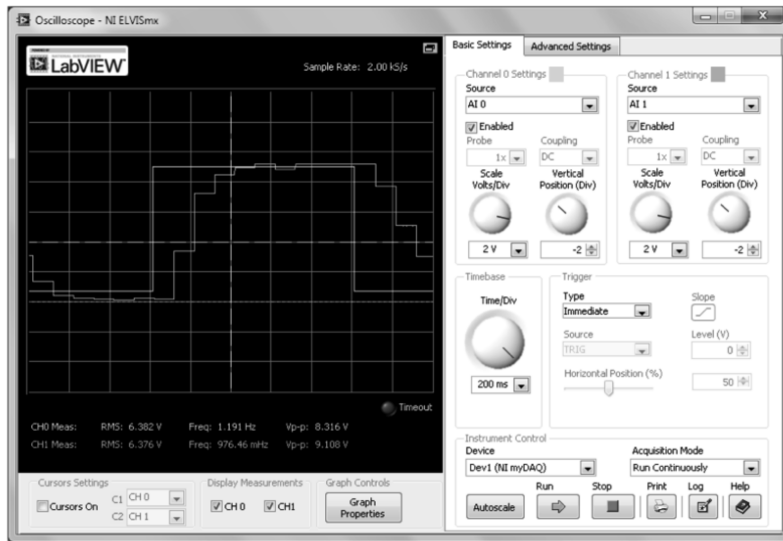 Oscilloscope - NI ELVISmx
LabVIEW
Sample Rate: 2.00 kS/s
Timeout
CH0 Meas: RMS: 6.382 V Freq: 1.191 Hz Vp-p: 8.316 V
CH1 Meas: RMS: 6.376 V Freq: 976.46 mHz Vp-p: 9.108 V
Cursors Settings
Cursors On
C1 CH 0
C2 CH 1
Display Measurements
CH 0 CH1
Graph Controls
Graph
Properties
Basic Settings Advanced Settings
Channel 0 Settings
Source
AI 0
Enabled
Probe Coupling
1x DC
Scale Vertical
Volts/Div Position (Div)
2 V -2
Channel 1 Settings
Source
AI 1
Enabled
Probe Coupling
1x DC
Scale Vertical
Volts/Div Position (Div)
2 V -2
Timebase
Time/Div
200 ms
Trigger
Type Slope
Immediate
Source Level (V)
TRIG 0
Horizontal Position (%)
50
Instrument Control
Device Acquisition Mode
Dev1 (NI myDAQ) Run Continuously
Run Stop Print Log Help
Autoscale